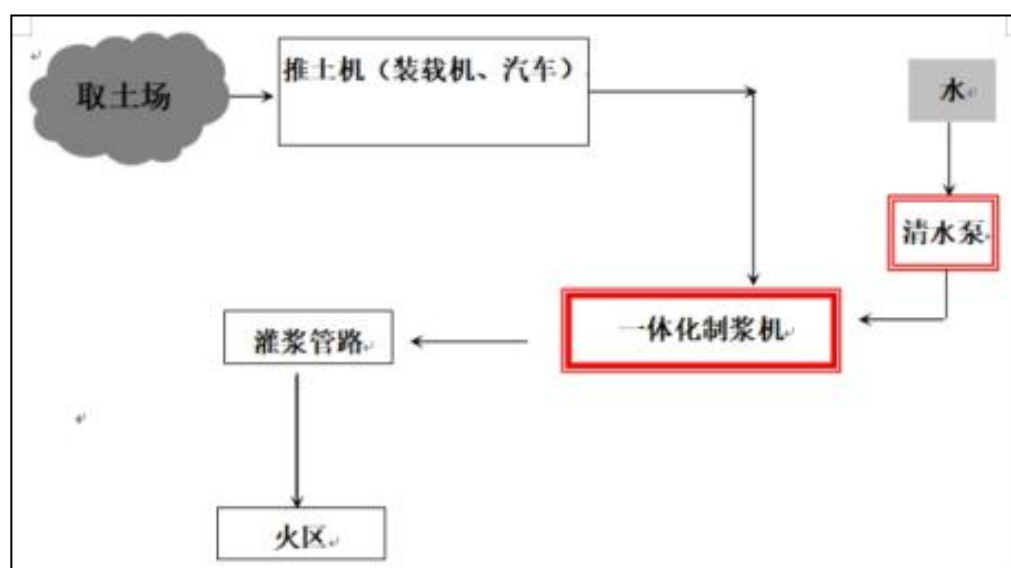 取土场
推土机（装载机、汽车）
水
清水泵
一体化制浆机
灌浆管路
火区